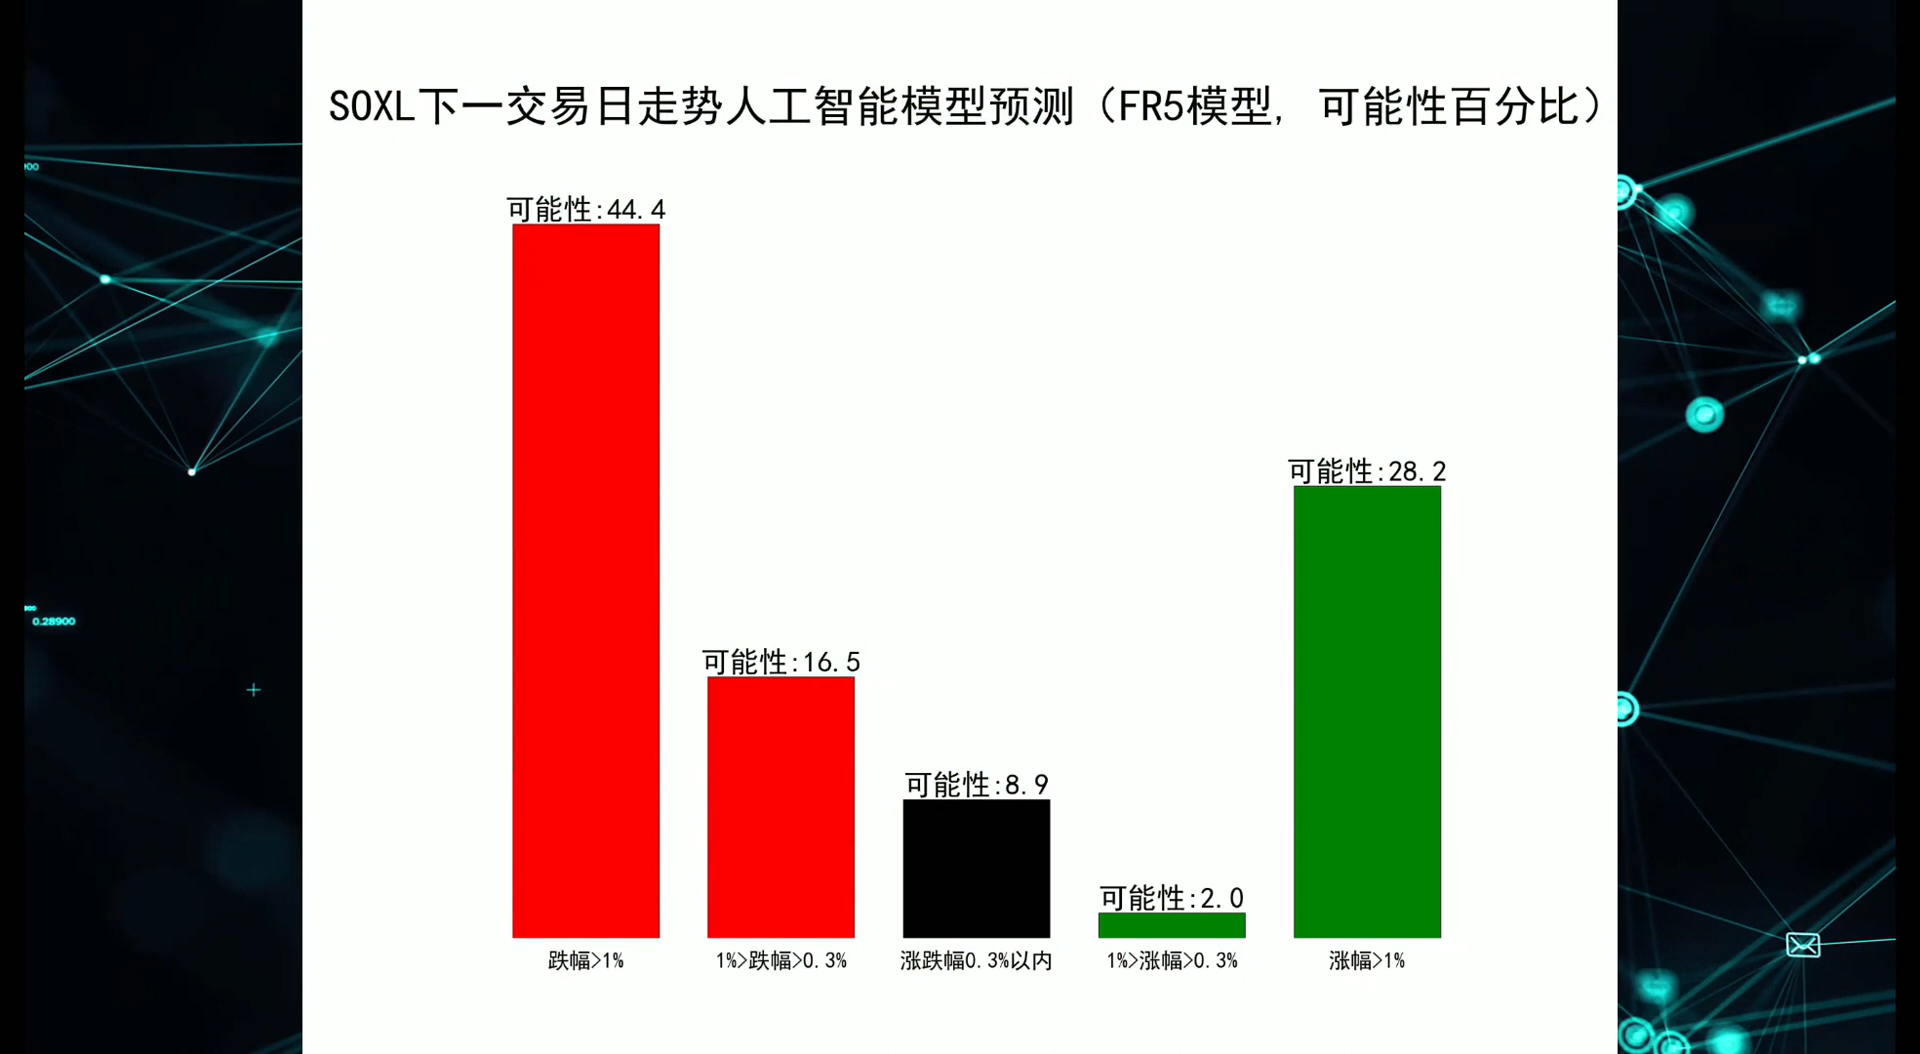 SOXL下一交易日走势人工智能模型预测（FR5模型, 可能性百分比）
可能性:44.4
可能性:16.5
可能性:8.9
可能性:2.0
可能性:28.2
跌幅>1%
1%>跌幅>0.3%
涨跌幅0.3%以内
1%>涨幅>0.3%
涨幅>1%
0.28900